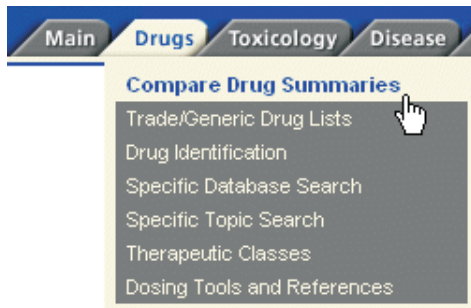 Main Drugs Toxicology Disease
Compare Drug Summaries
Trade/Generic Drug Lists
Drug Identification
Specific Database Search
Specific Topic Search
Therapeutic Classes
Dosing Tools and References